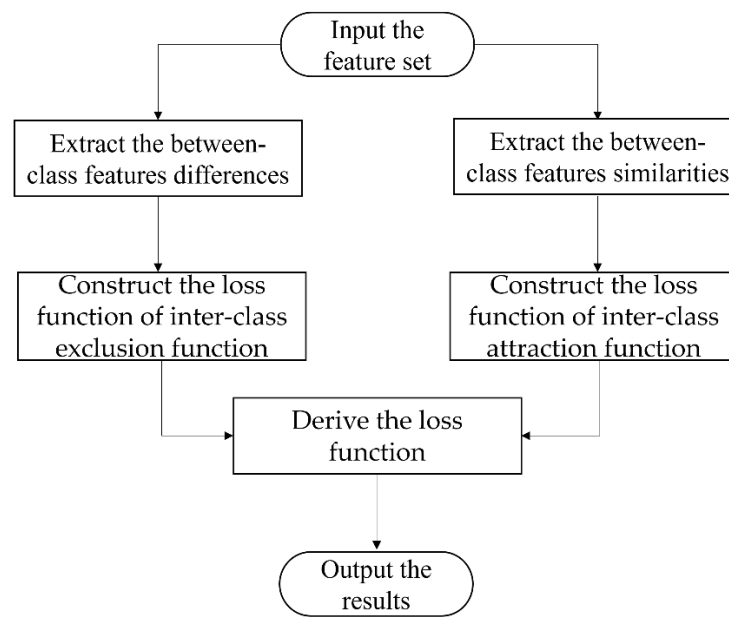 Input the
feature set
Extract the between-
class features differences
Extract the between-
class features similarities
Construct the loss
function of inter-class
exclusion function
Construct the loss
function of inter-class
attraction function
Derive the loss
function
Output the
results